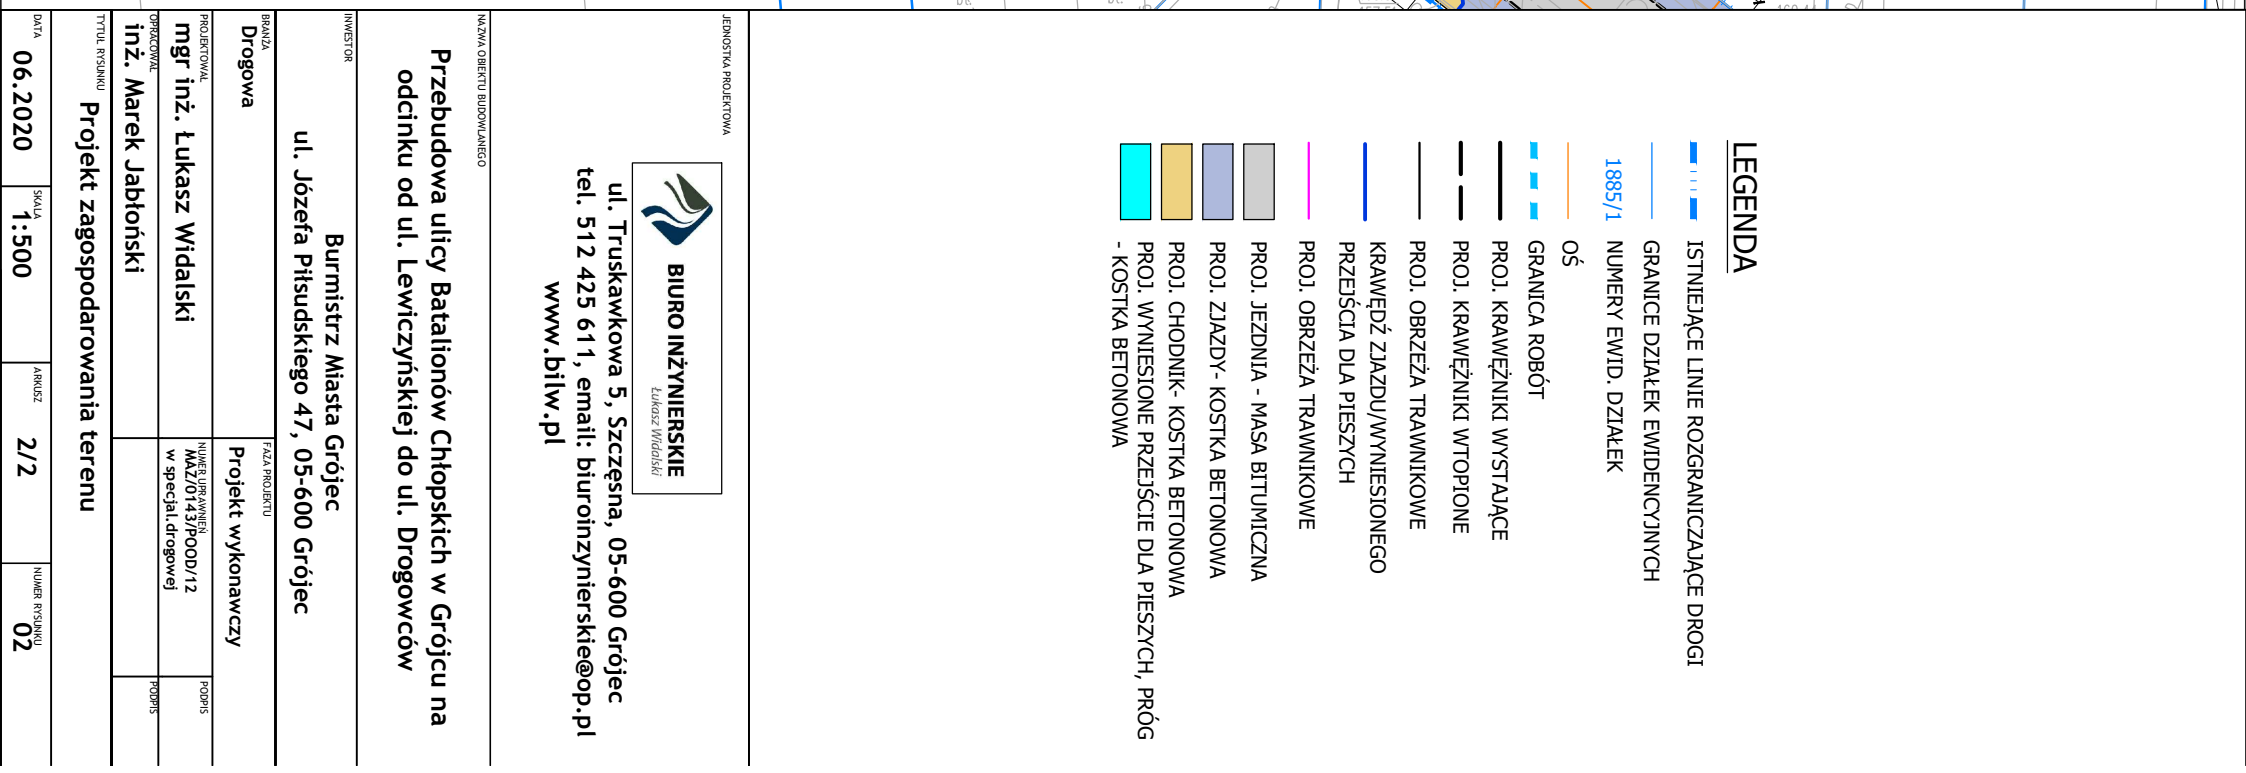 LEGENDA
ISTNIEJĄCE LINIE ROZGRANICZAJĄCE DROGI
GRANICE DZIAŁEK EWIDENCYJNYCH
1885/1 NUMERY EWID. DZIAŁEK
OŚ
GRANICA ROBÓT
PROJ. KRAWĘŻNIKI WYSTAJĄCE
PROJ. KRAWĘŻNIKI WTOPIONE
PROJ. OBRZEŻA TRAWNIKOWE
KRAWĘDŹ ZJAZDU/WYNIESIONEGO
PRZEJŚCIA DLA PIESZYCH
PROJ. OBRZEŻA TRAWNIKOWE
PROJ. JEZDNIA - MASA BITUMICZNA
PROJ. ZJAZDY- KOSTKA BETONOWA
PROJ. CHODNIK- KOSTKA BETONOWA
PROJ. WYNIESIONE PRZEJŚCIE DLA PIESZYCH, PRÓG
- KOSTKA BETONOWA
JEDNOSTKA PROJEKTOWA
BIURO INŻYNIERSKIE
Łukasz Widalski
ul. Truskawkowa 5, Szczęsna, 05-600 Grójec
tel. 512 425 611, email: biuroinzynierskie@op.pl
www.bilw.pl
NAZWA OBIEKTU BUDOWLANEGO
Przebudowa ulicy Batalionów Chłopskich w Grójcu na
odcinku od ul. Lewiczyńskiej do ul. Drogowców
INWESTOR
Burmistrz Miasta Grójec
ul. Józefa Piłsudskiego 47, 05-600 Grójec
BRANŻA
Drogowa
FAZA PROJEKTU
Projekt wykonawczy
PROJEKTOWAŁ
mgr inż. Łukasz Widalski
NUMER UPRAWNIEŃ
MAZ/0143/POOD/12
w specjal.drogowej
PODPIS
OPRACOWAŁ
inż. Marek Jabłoński
PODPIS
TYTUŁ RYSUNKU
Projekt zagospodarowania terenu
DATA
06.2020
SKALA
1:500
ARKUSZ
2/2
NUMER RYSUNKU
02